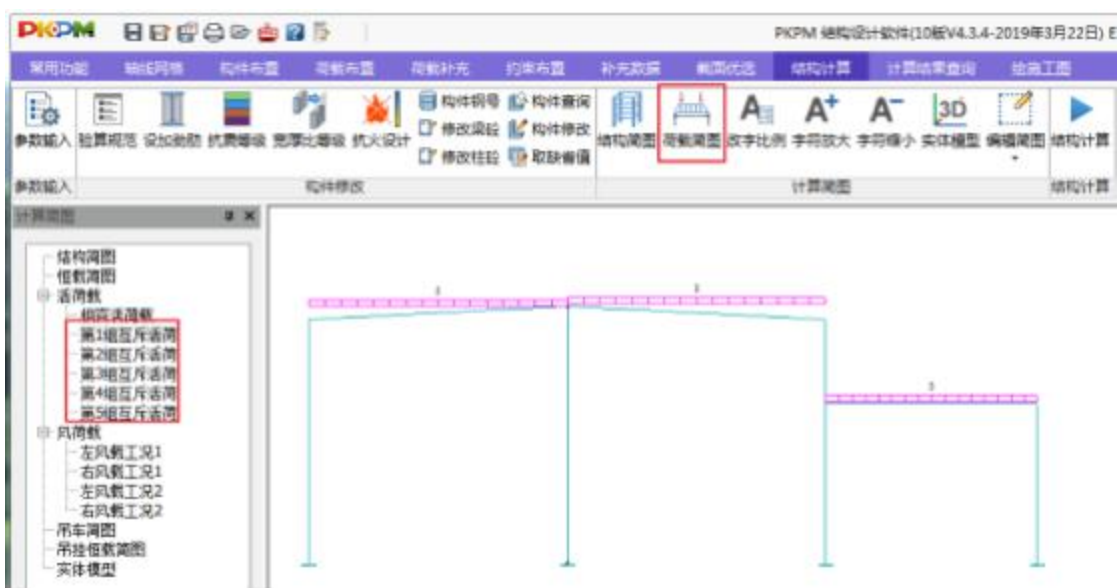 PKPM
PKPM 结构设计软件(10版V4.3.4-2019年3月22日) E
常用功能 轴线网格 构件布置 荷载布置 荷载补充 约束布置 补充数据 截面优选 结构计算 计算结果查询 绘施工图
构件钢号 构件查询
修改梁验 构件修改
修改柱验 取缺省值
参数输入 验算规范 设加劲肋 抗震等级 宽厚比等级 抗火设计 结构简图 荷载简图 改字比例 字符放大 字符缩小 实体模型 编辑简图 结构计算
参数输入 构件修改 计算简图 结构计算
计算简图
结构简图
恒载简图
活荷载
相容活荷载
第1组互斥活荷
第2组互斥活荷
第3组互斥活荷
第4组互斥活荷
第5组互斥活荷
风荷载
左风载工况1
右风载工况1
左风载工况2
右风载工况2
吊车简图
吊挂恒载简图
实体模型